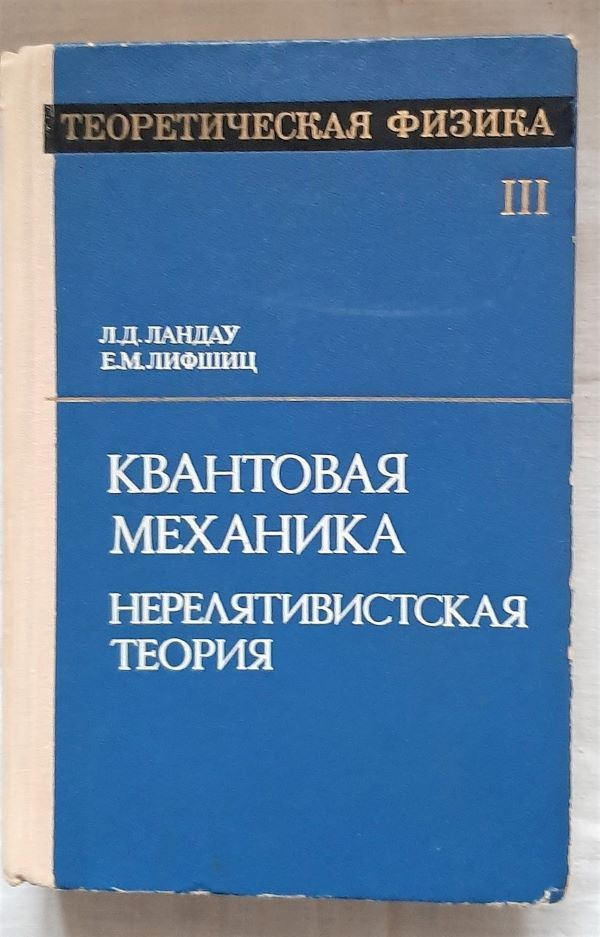 ТЕОРЕТИЧЕСКАЯ ФИЗИКА
III
Л.Д. ЛАНДАУ
Е.М. ЛИФШИЦ
КВАНТОВАЯ
МЕХАНИКА
НЕРЕЛЯТИВИСТСКАЯ
ТЕОРИЯ